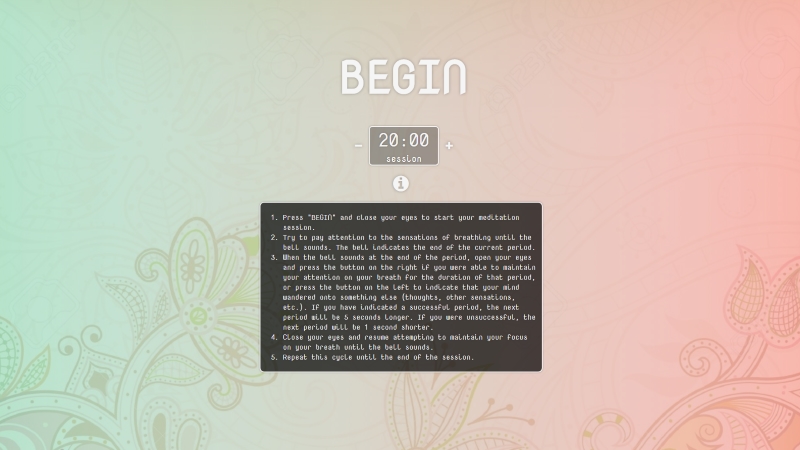 BEGIN
- 20:00 +
session
i
1. Press "BEGIN" and close your eyes to start your meditation
session.
2. Try to pay attention to the sensations of breathing until the
bell sounds. The bell indicates the end of the current period.
3. When the bell sounds at the end of the period, open your eyes
and press the button on the right if you were able to maintain
your attention on your breath for the duration of that period,
or press the button on the left to indicate that your mind
wandered onto something else (thoughts, other sensations,
etc.). If you have indicated a successful period, the next
period will be 5 seconds longer. If you were unsuccessful, the
next period will be 1 second shorter.
4. Close your eyes and resume attempting to maintain your focus
on your breath until the bell sounds.
5. Repeat this cycle until the end of the session.